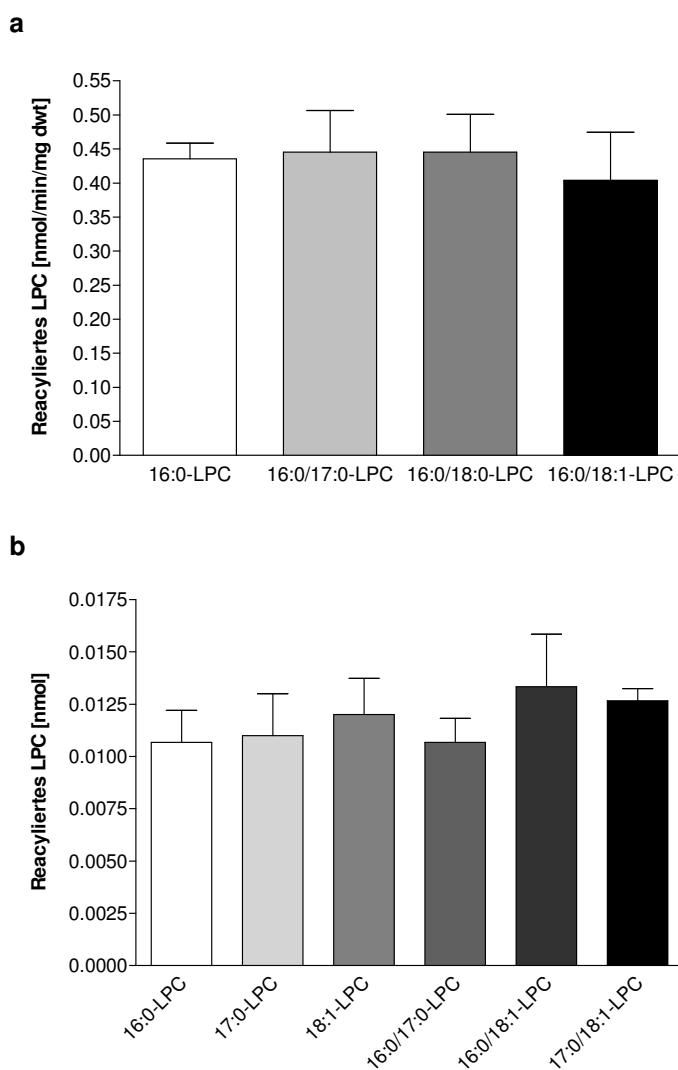 a
Reacyliertes LPC [nmol/min/mg dwt]
0.55
0.50
0.45
0.40
0.35
0.30
0.25
0.20
0.15
0.10
0.05
0.00
16:0-LPC 16:0/17:0-LPC 16:0/18:0-LPC 16:0/18:1-LPC
b
Reacyliertes LPC [nmol]
0.0175
0.0150
0.0125
0.0100
0.0075
0.0050
0.0025
0.0000
16:0-LPC
17:0-LPC
18:1-LPC
16:0/17:0-LPC
16:0/18:1-LPC
17:0/18:1-LPC